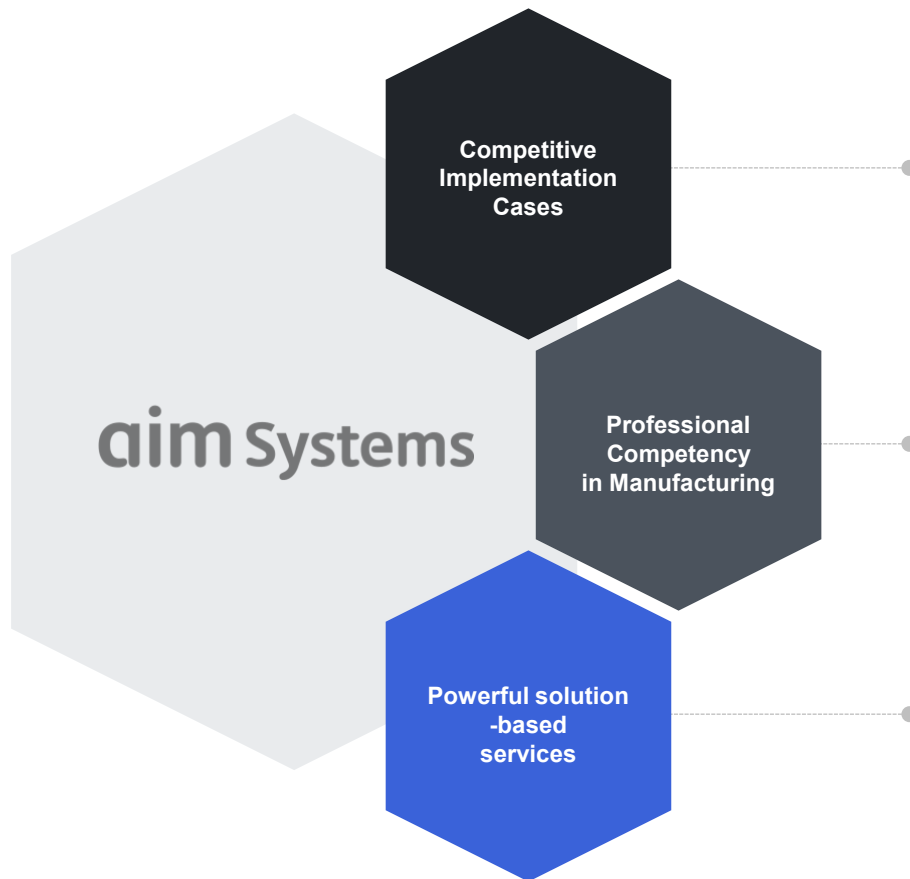 Competitive
Implementation
Cases
aim Systems
Professional
Competency
in Manufacturing
Powerful solution
-based
services